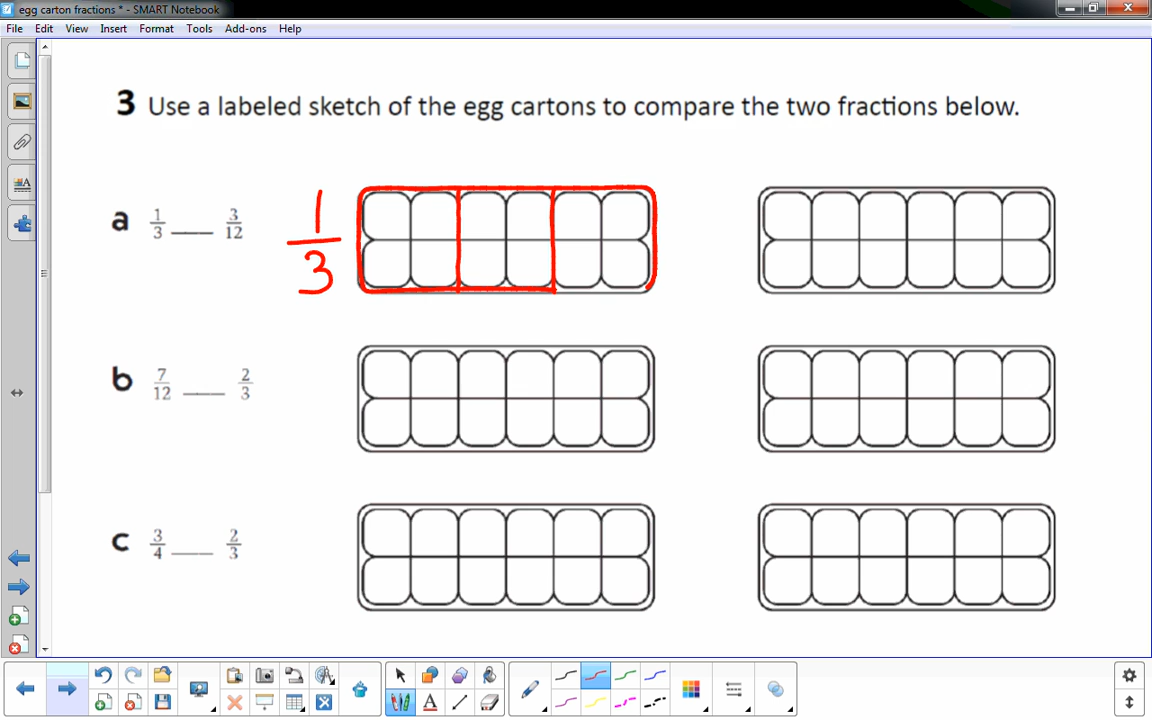 egg carton fractions * - SMART Notebook
File Edit View Insert Format Tools Add-ons Help
3 Use a labeled sketch of the egg cartons to compare the two fractions below.
a 1/3 ___ 3/12
1/3
b 7/12 ___ 2/3
c 3/4 ___ 2/3